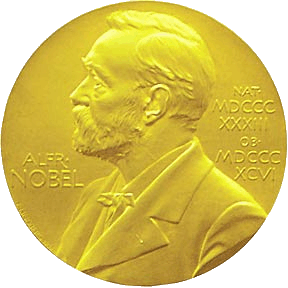 ALFR·
NOBEL
NAT·
MDCCC
XXXIII
OB·
MDCCC
XCVI